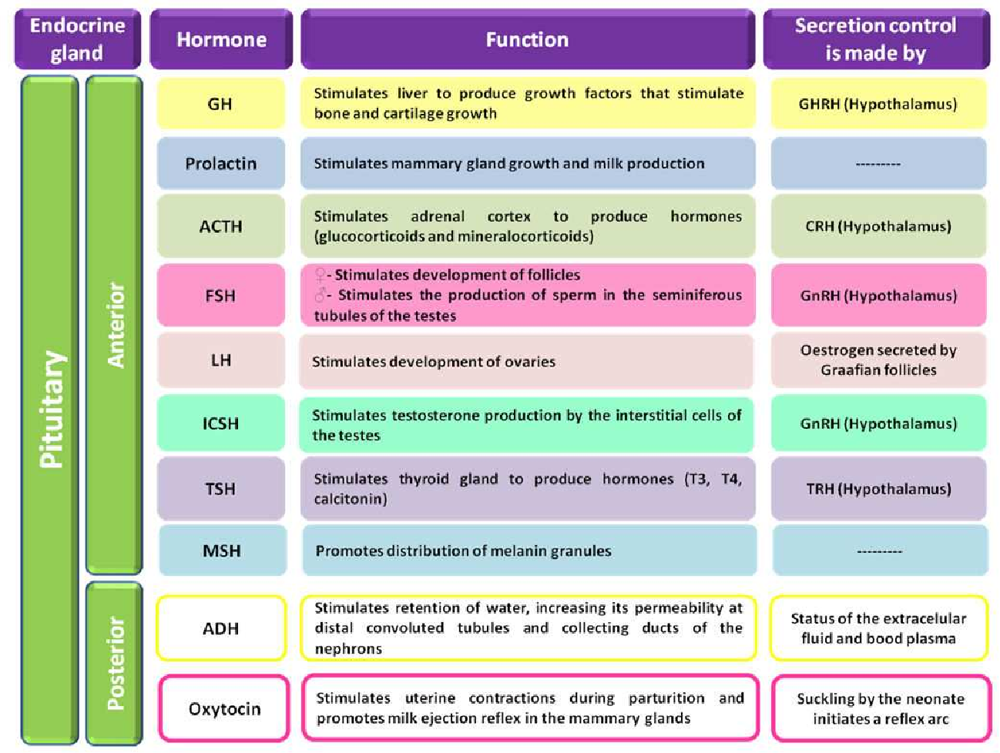 Endocrine
gland
Hormone
Function
Secretion control
is made by
Pituitary
Anterior
GH
Stimulates liver to produce growth factors that stimulate
bone and cartilage growth
GHRH (Hypothalamus)
Prolactin
Stimulates mammary gland growth and milk production
---------
ACTH
Stimulates adrenal cortex to produce hormones
(glucocorticoids and mineralocorticoids)
CRH (Hypothalamus)
FSH
♀- Stimulates development of follicles
♂- Stimulates the production of sperm in the seminiferous
tubules of the testes
GnRH (Hypothalamus)
LH
Stimulates development of ovaries
Oestrogen secreted by
Graafian follicles
ICSH
Stimulates testosterone production by the interstitial cells of
the testes
GnRH (Hypothalamus)
TSH
Stimulates thyroid gland to produce hormones (T3, T4,
calcitonin)
TRH (Hypothalamus)
MSH
Promotes distribution of melanin granules
---------
Posterior
ADH
Stimulates retention of water, increasing its permeability at
distal convoluted tubules and collecting ducts of the
nephrons
Status of the extracelular
fluid and bood plasma
Oxytocin
Stimulates uterine contractions during parturition and
promotes milk ejection reflex in the mammary glands
Suckling by the neonate
initiates a reflex arc